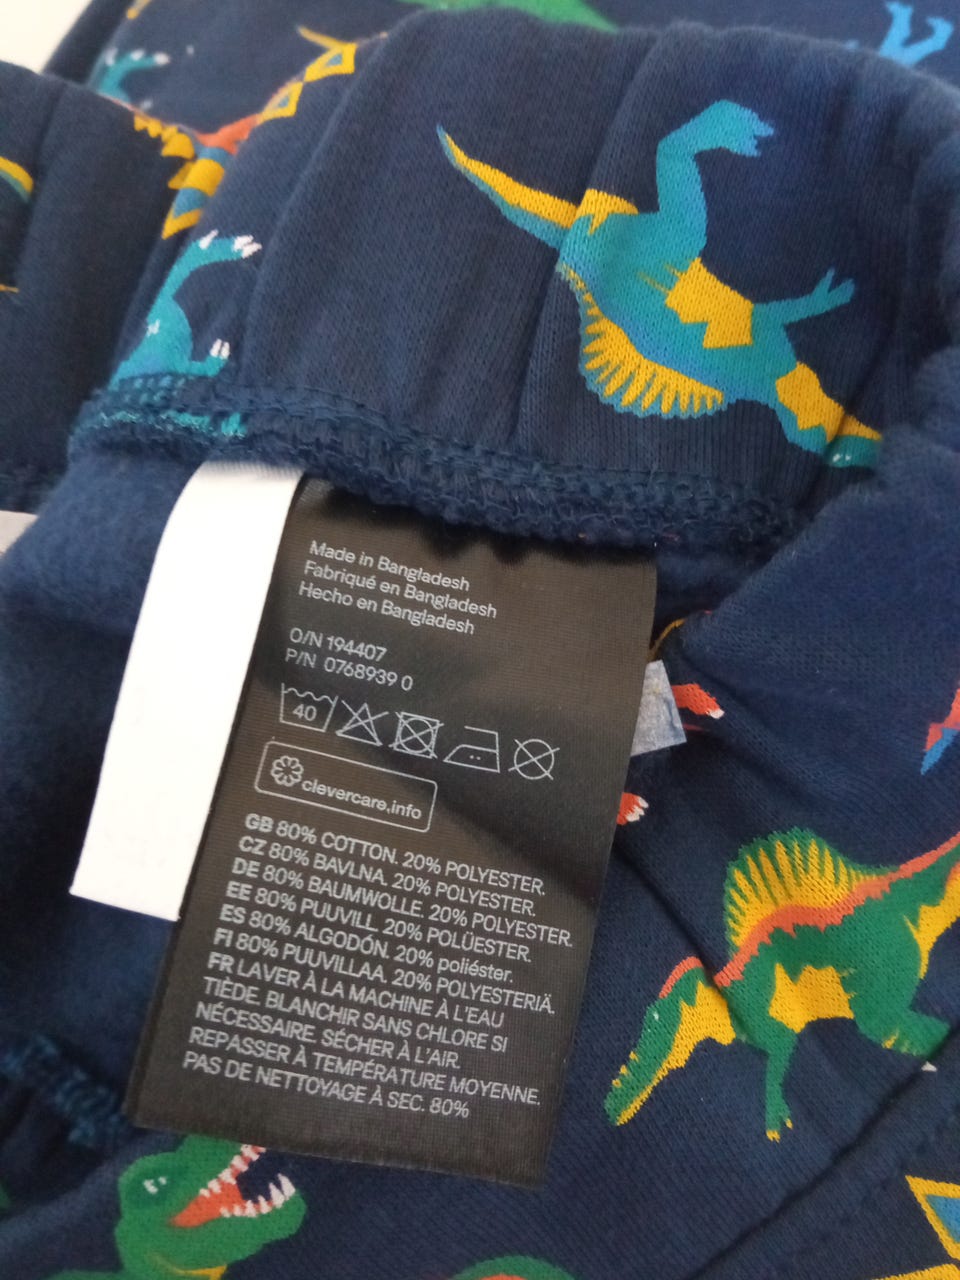 Made in Bangladesh
Fabriqué en Bangladesh
Hecho en Bangladesh
O/N 194407
P/N 0768939 0
40
clevercare.info
GB 80% COTTON. 20% POLYESTER.
CZ 80% BAVLNA. 20% POLYESTER.
DE 80% BAUMWOLLE. 20% POLYESTER.
EE 80% PUUVILL. 20% POLÜESTER.
ES 80% ALGODÓN. 20% poliéster.
FI 80% PUUVILLAA. 20% POLYESTERIÄ.
FR LAVER À LA MACHINE À L'EAU
TIÈDE. BLANCHIR SANS CHLORE SI
NÉCESSAIRE. SÉCHER À L'AIR.
REPASSER À TEMPÉRATURE MOYENNE.
PAS DE NETTOYAGE À SEC. 80%